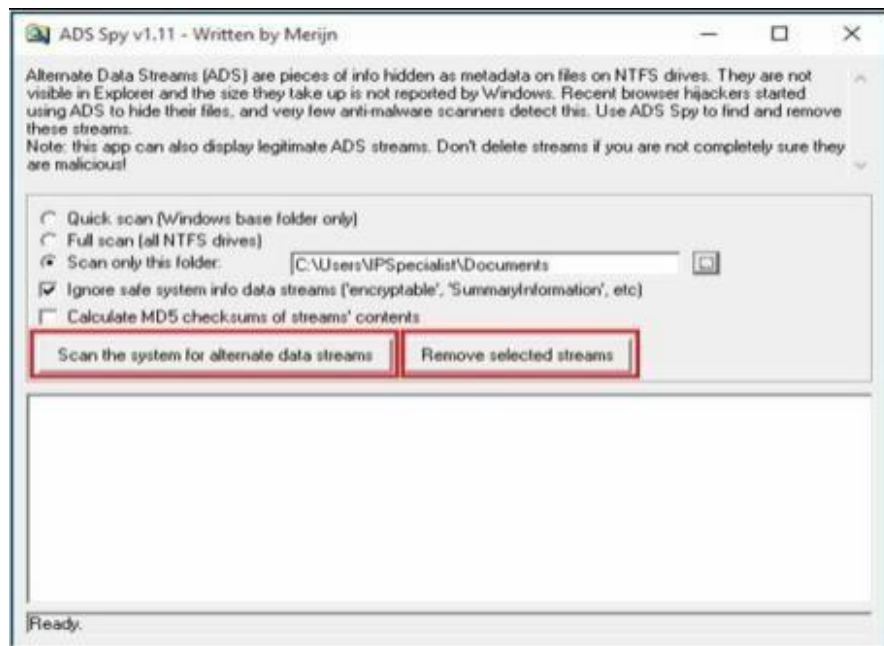 ADS Spy v1.11 - Written by Merijn
Alternate Data Streams (ADS) are pieces of info hidden as metadata on files on NTFS drives. They are not
visible in Explorer and the size they take up is not reported by Windows. Recent browser hijackers started
using ADS to hide their files, and very few anti-malware scanners detect this. Use ADS Spy to find and remove
these streams.
Note: this app can also display legitimate ADS streams. Don't delete streams if you are not completely sure they
are malicious!
Quick scan (Windows base folder only)
Full scan (all NTFS drives)
Scan only this folder: C:\Users\IPSpecialist\Documents
Ignore safe system info data streams ('encryptable', 'SummaryInformation', etc)
Calculate MD5 checksums of streams' contents
Scan the system for alternate data streams Remove selected streams
Ready.